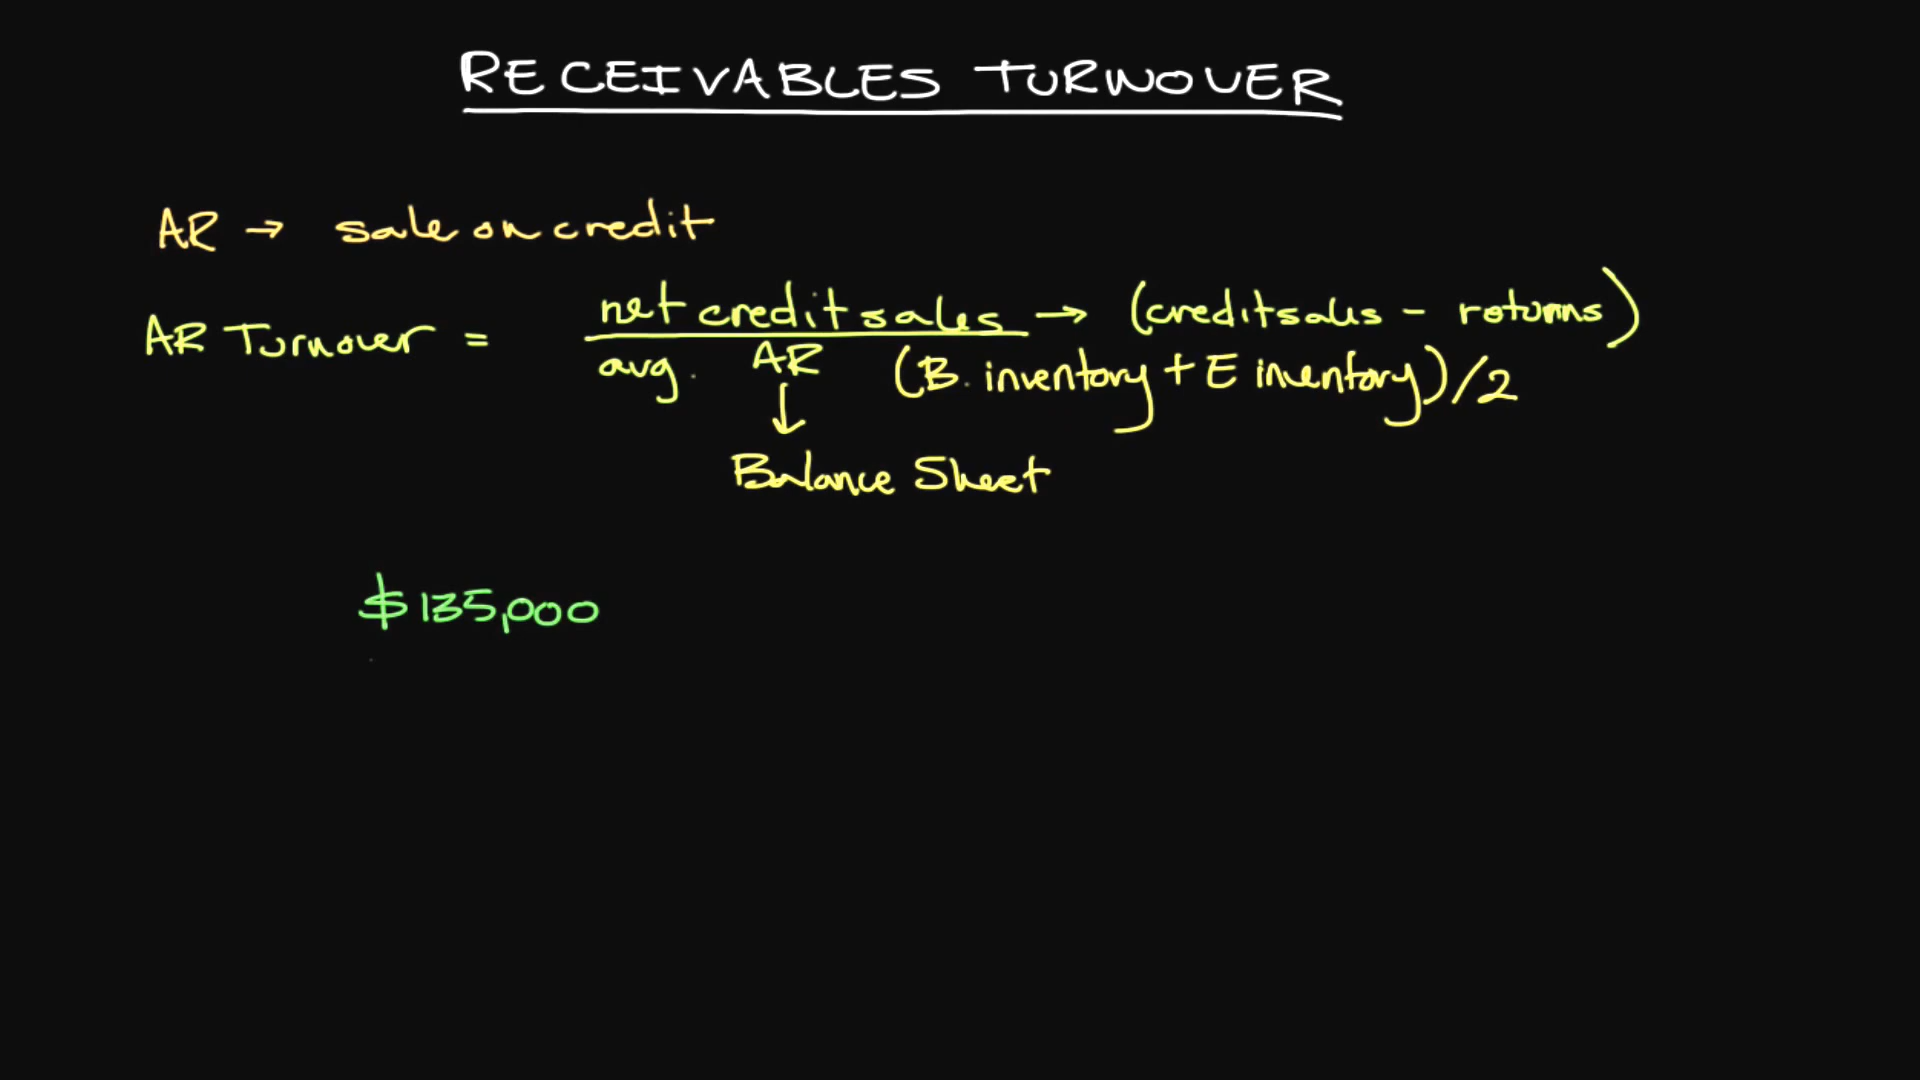 RECEIVABLES TURNOVER
AR → sale on credit
AR Turnover = net credit sales → (credit sales - returns)
avg. AR (B. inventory + E inventory)/2
↓
Balance Sheet
$135,000